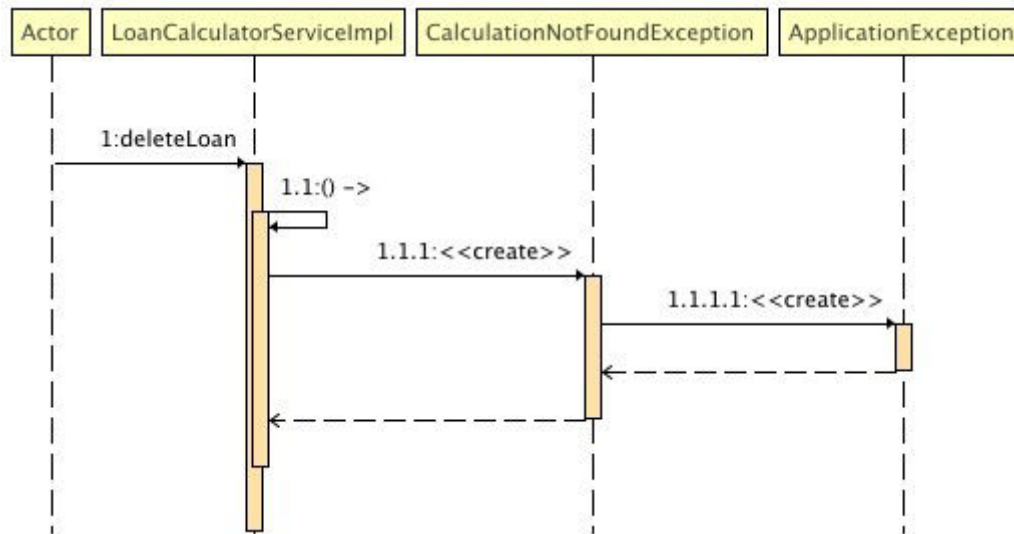 Actor
LoanCalculatorServiceImpl
CalculationNotFoundException
ApplicationException
1:deleteLoan
1.1:() ->
1.1.1:<<create>>
1.1.1.1:<<create>>